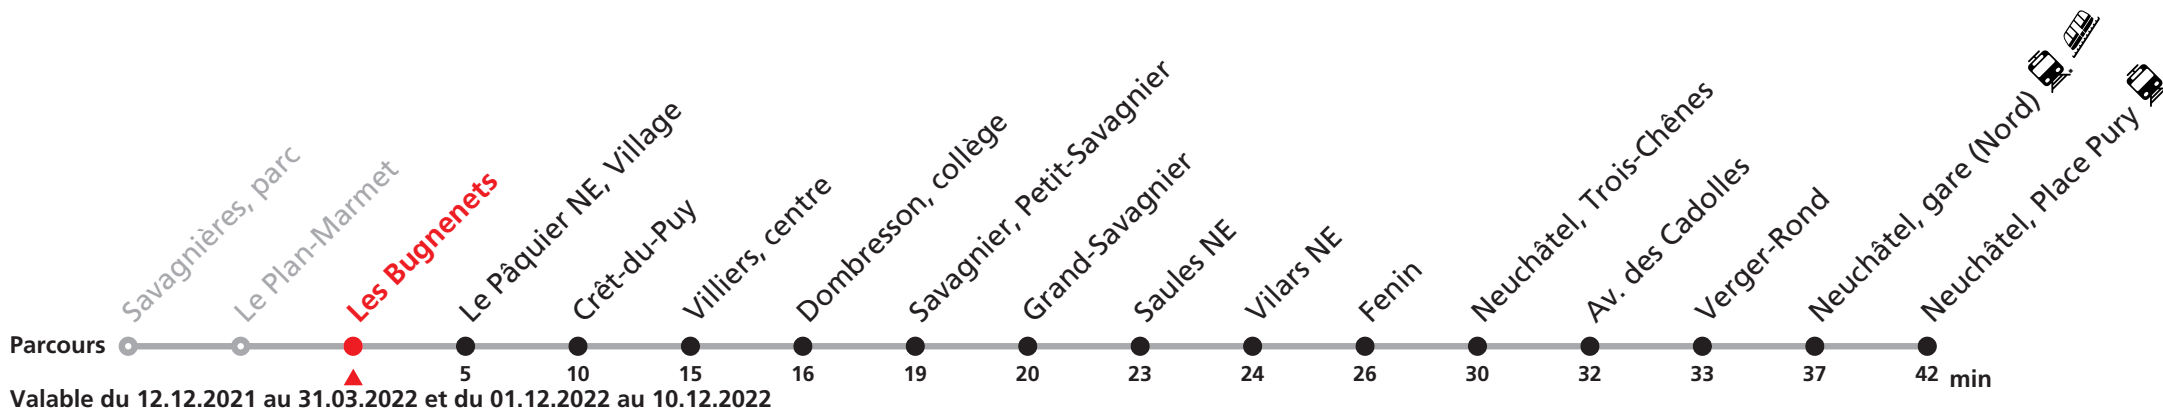 Savagnières, parc
Le Plan-Marmet
Les Bugnenets
Le Pâquier NE, Village
Crêt-du-Puy
Villiers, centre
Dombresson, collège
Savagnier, Petit-Savagnier
Grand-Savagnier
Saules NE
Vilars NE
Fenin
Neuchâtel, Trois-Chênes
Av. des Cadolles
Verger-Rond
Neuchâtel, gare (Nord)
Neuchâtel, Place Pury
Parcours
5 10 15 16 19 20 23 24 26 30 32 33 37 42 min
Valable du 12.12.2021 au 31.03.2022 et du 01.12.2022 au 10.12.2022